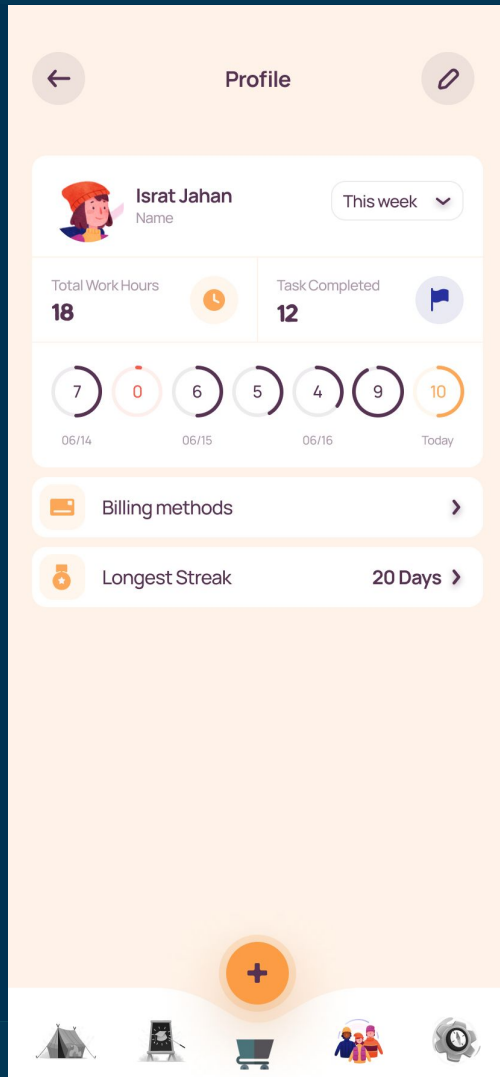 Profile
Israt Jahan
Name
This week
Total Work Hours
18
Task Completed
12
7 0 6 5 4 9 10
06/14 06/15 06/16 Today
Billing methods
Longest Streak 20 Days